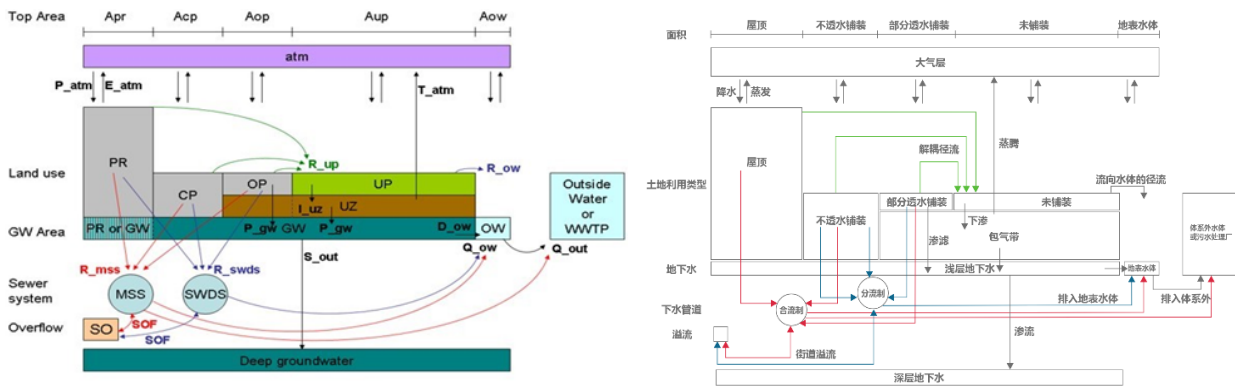 Top Area
Apr
Acp
Aop
Aup
Aow
atm
P_atm
E_atm
T_atm
Land use
PR
CP
OP
R_up
UP
R_ow
I_uz
UZ
Outside
Water
or
WWTP
GW Area
PR or GW
P_gw
GW
P_gw
D_ow
OW
Q_ow
Q_out
S_out
R_mss
R_swds
Sewer
system
MSS
SWDS
Overflow
SO
SOF
SOF
Deep groundwater
面积
屋顶
不透水铺装
部分透水铺装
未铺装
地表水体
大气层
降水
蒸发
蒸腾
解耦径流
土地利用类型
屋顶
流向水体的径流
不透水铺装
部分透水铺装
未铺装
下渗
渗滤
包气带
体系外水体
或污水处理厂
地下水
浅层地下水
地表水体
分流制
排入地表水体
排入体系外
下水管道
合流制
溢流
街道溢流
渗流
深层地下水